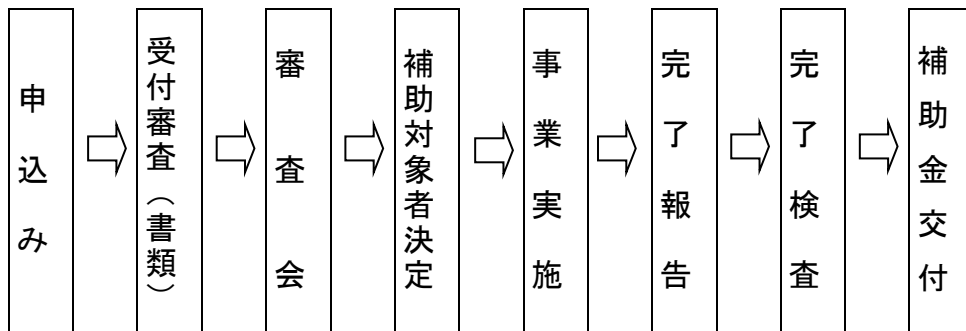 申込み
受付審査（書類）
審査会
補助対象者決定
事業実施
完了報告
完了検査
補助金交付